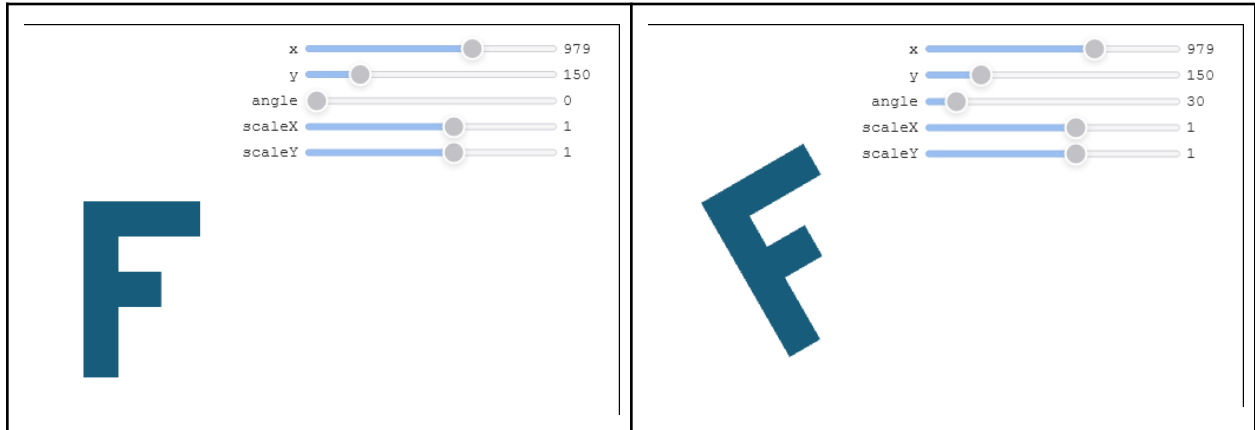 x 979
y 150
angle 0
scaleX 1
scaleY 1
F
x 979
y 150
angle 30
scaleX 1
scaleY 1
F